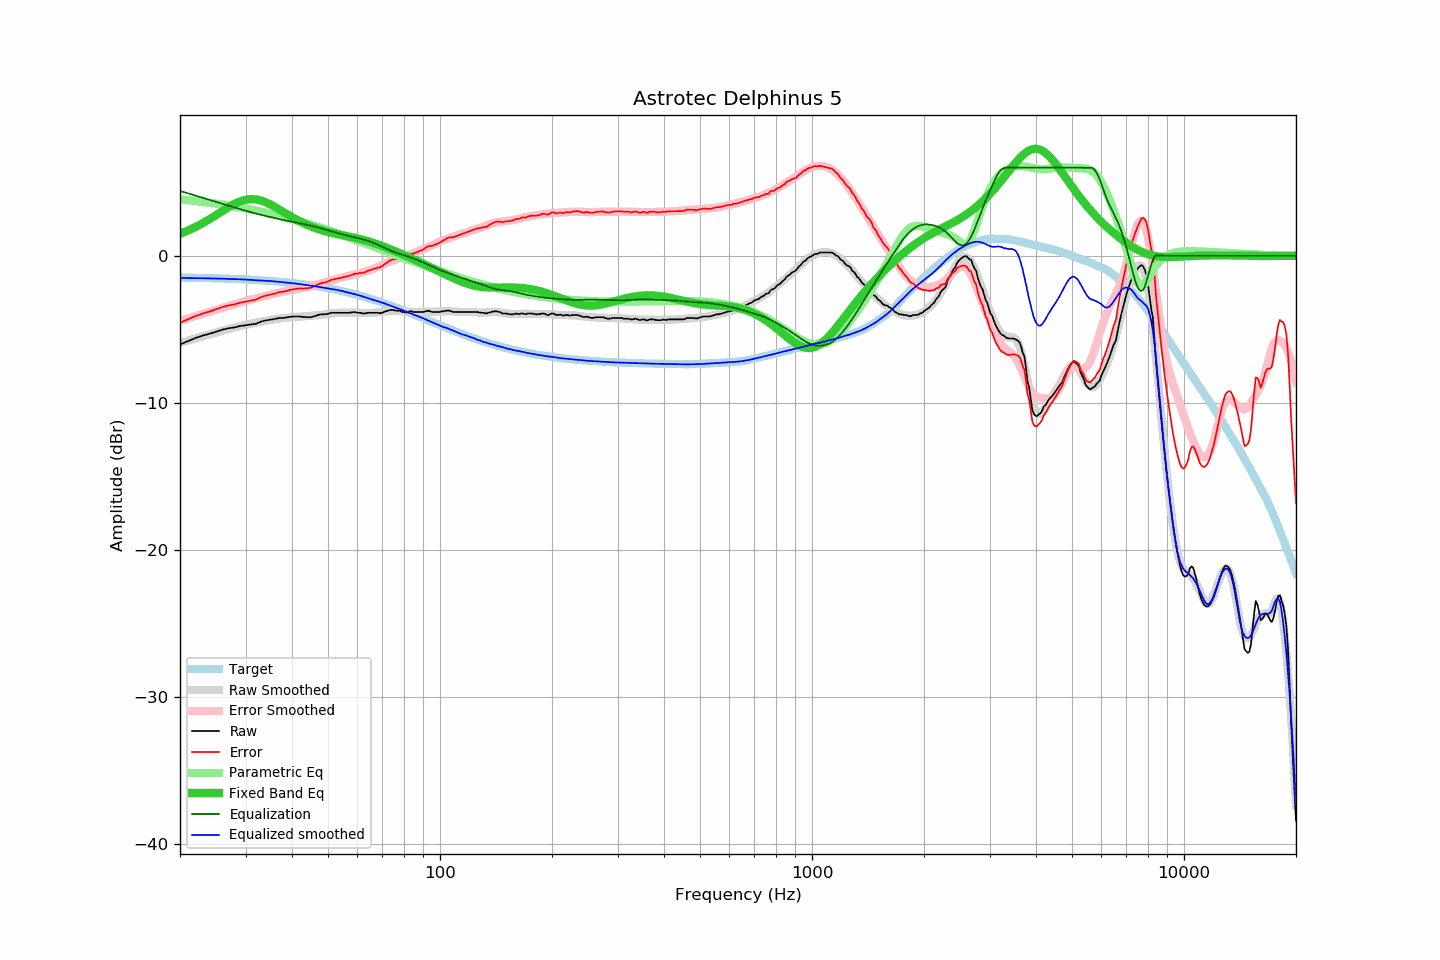 Astrotec Delphinus 5
0
−10
−20
−30
−40
Amplitude (dBr)
Target
Raw Smoothed
Error Smoothed
Raw
Error
Parametric Eq
Fixed Band Eq
Equalization
Equalized smoothed
100 1000 10000
Frequency (Hz)